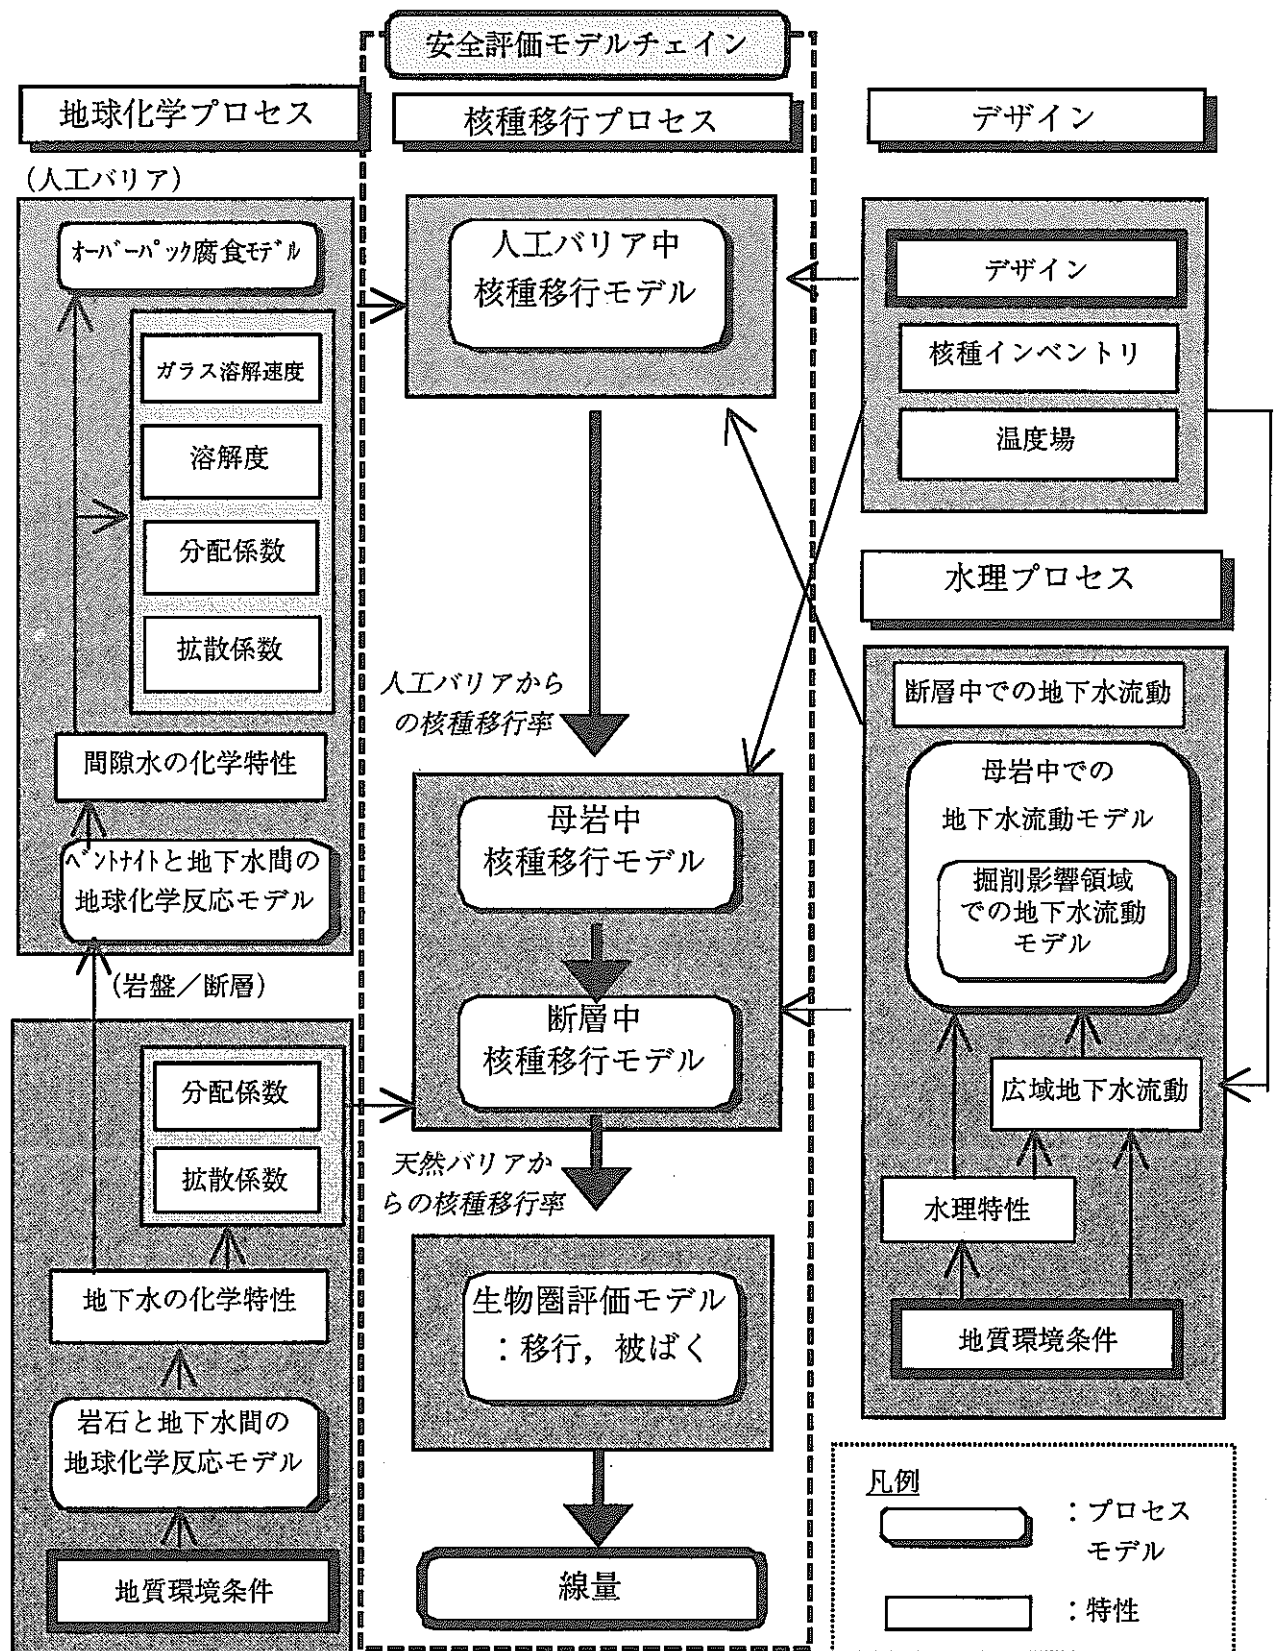 安全評価モデルチェイン
地球化学プロセス
核種移行プロセス
デザイン
(人工バリア)
オーバーパック腐食モデル
ガラス溶解速度
溶解度
分配係数
拡散係数
間隙水の化学特性
ベントナイトと地下水間の
地球化学反応モデル
(岩盤/断層)
分配係数
拡散係数
地下水の化学特性
岩石と地下水間の
地球化学反応モデル
地質環境条件
人工バリア中
核種移行モデル
人工バリアから
の核種移行率
母岩中
核種移行モデル
断層中
核種移行モデル
天然バリアか
らの核種移行率
生物圏評価モデル
:移行,被ばく
線量
デザイン
核種インベントリ
温度場
水理プロセス
断層中での地下水流動
母岩中での
地下水流動モデル
掘削影響領域
での地下水流動
モデル
広域地下水流動
水理特性
地質環境条件
凡例
:プロセス
モデル
:特性